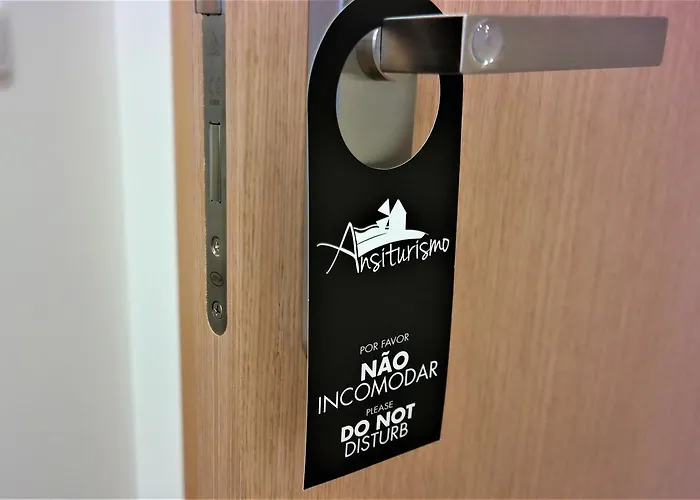 Ansiturismo
POR FAVOR
NÃO
INCOMODAR
PLEASE
DO NOT
DISTURB